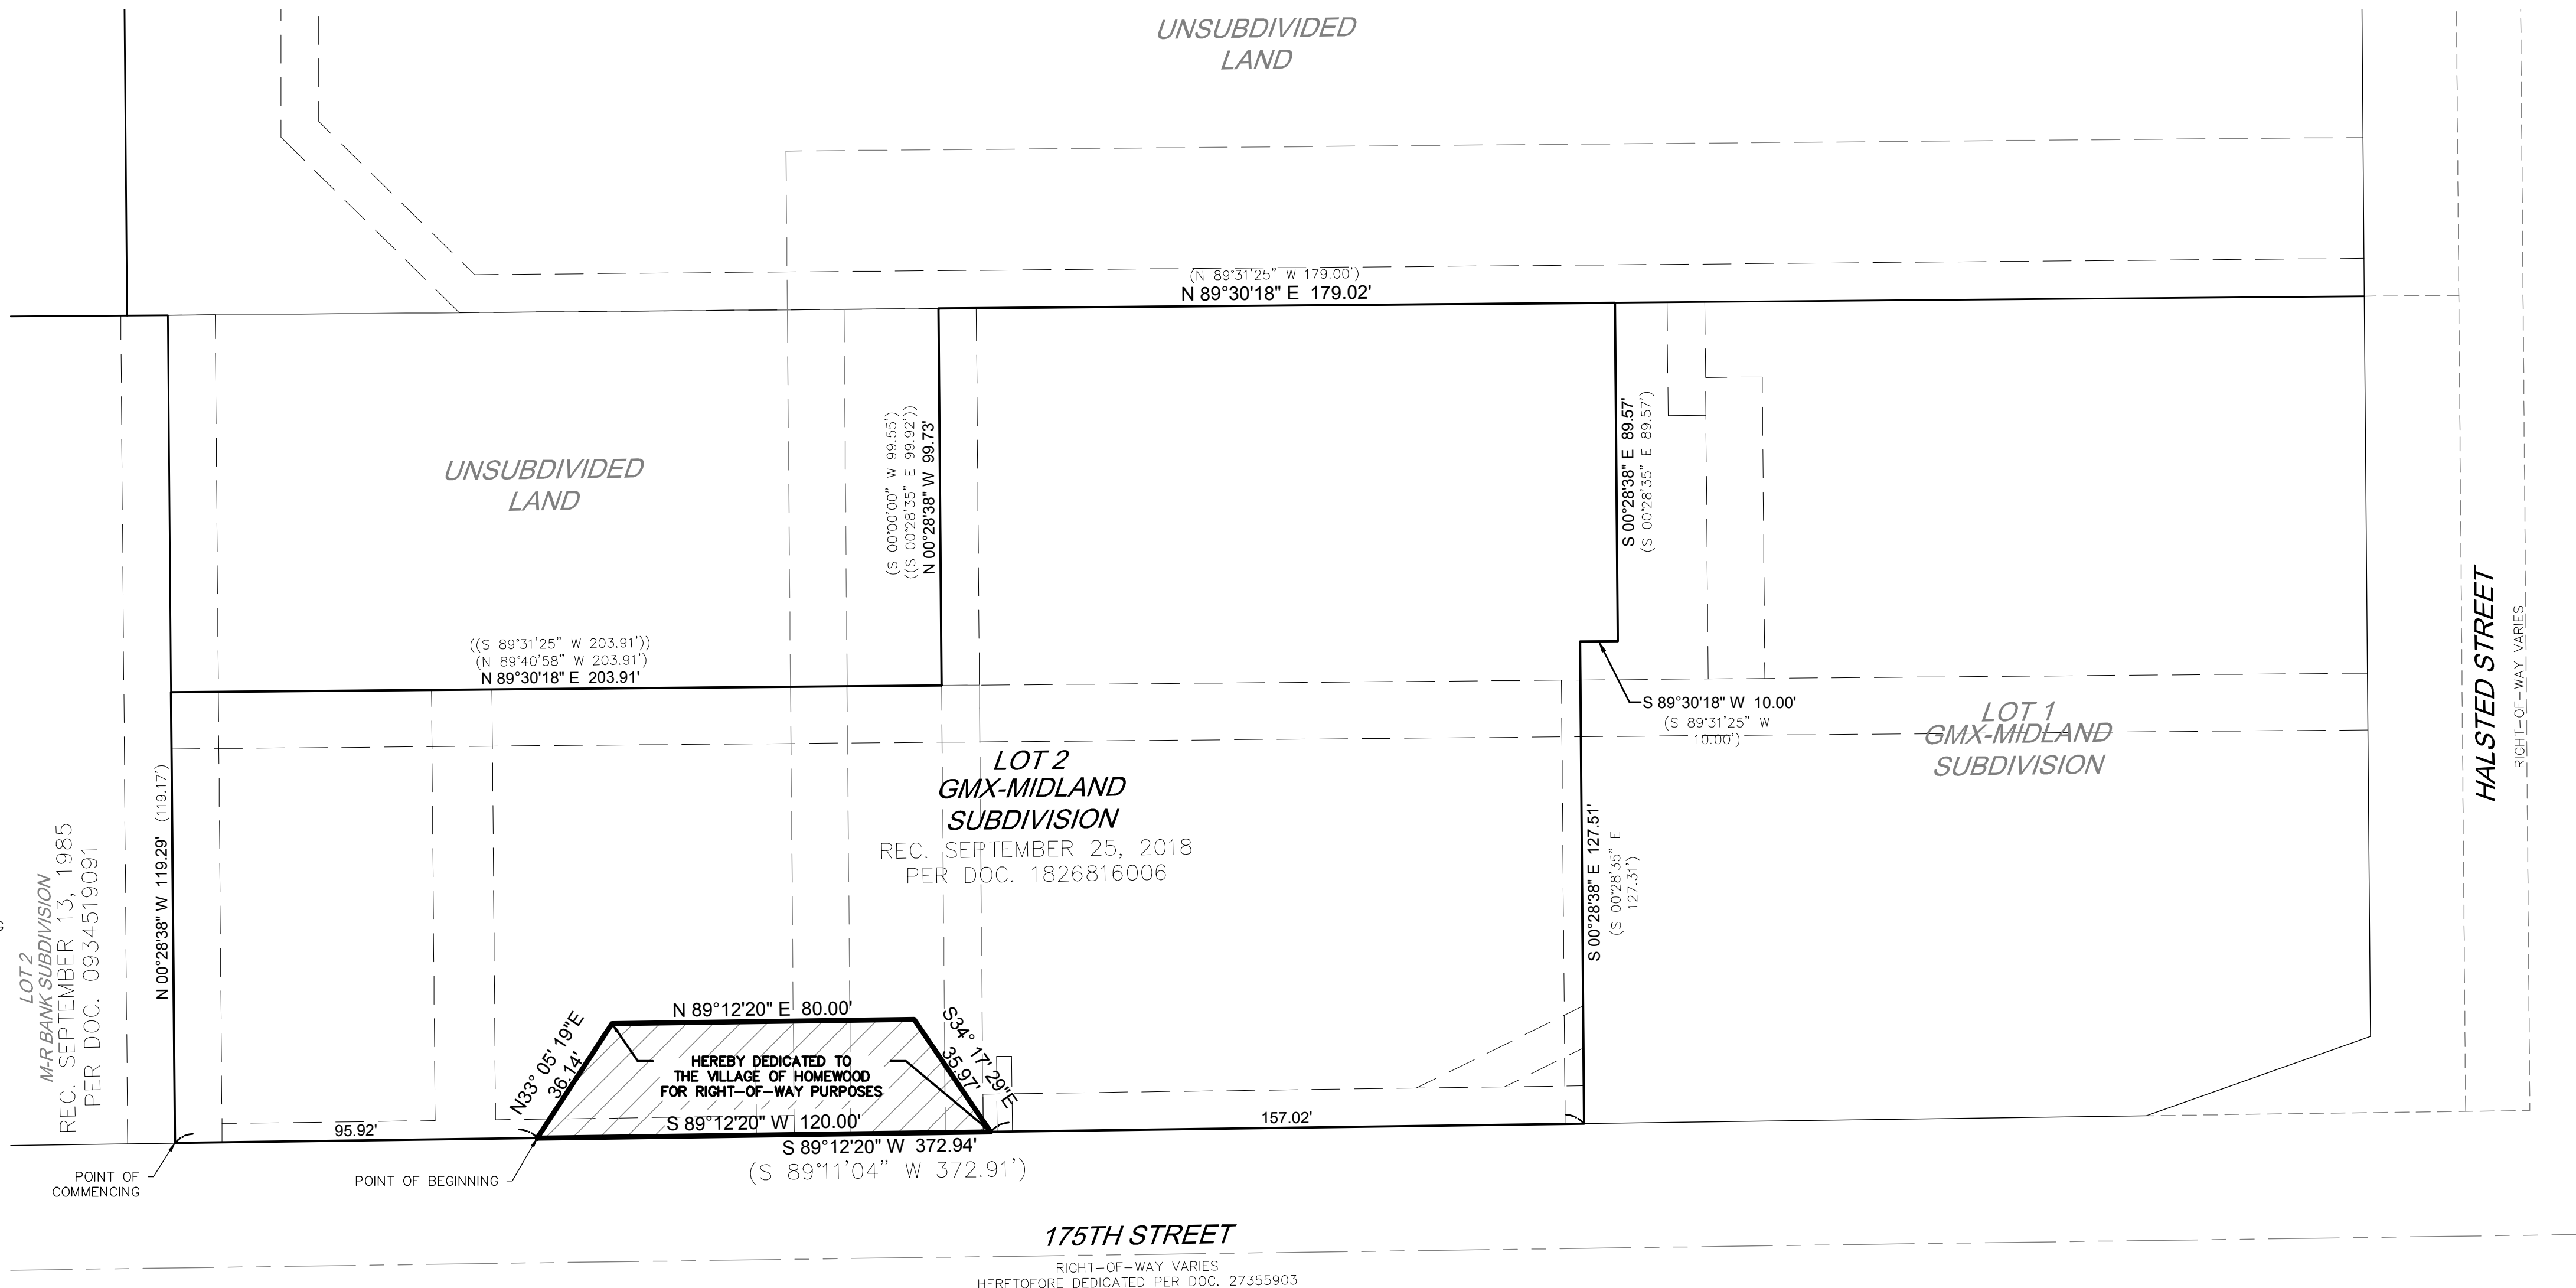 UNSUBDIVIDED
LAND
(N 89°31'25" W 179.00')
N 89°30'18" E 179.02'
(S 00°00'00" W 99.55')
((S 00°28'35" E 99.92'))
N 00°28'38" W 99.73'
S 00°28'38" E 89.57'
(S 00°28'35" E 89.57')
UNSUBDIVIDED
LAND
((S 89°31'25" W 203.91'))
(N 89°40'58" W 203.91')
N 89°30'18" E 203.91'
S 89°30'18" W 10.00'
(S 89°31'25" W
10.00')
LOT 1
GMX-MIDLAND
SUBDIVISION
HALSTED STREET
RIGHT-OF-WAY VARIES
LOT 2
GMX-MIDLAND
SUBDIVISION
REC. SEPTEMBER 25, 2018
PER DOC. 1826816006
N 00°28'38" W 119.29' (119.17')
LOT 2
M-R BANK SUBDIVISION
REC. SEPTEMBER 13, 1985
PER DOC. 0934519091
S 00°28'38" E 127.51'
(S 00°28'35" E
127.31')
N 89°12'20" E 80.00'
N33° 05' 19"E
36.14'
S34° 17' 29"E
35.97'
HEREBY DEDICATED TO
THE VILLAGE OF HOMEWOOD
FOR RIGHT-OF-WAY PURPOSES
S 89°12'20" W 120.00'
95.92'
157.02'
S 89°12'20" W 372.94'
(S 89°11'04" W 372.91')
POINT OF
COMMENCING
POINT OF BEGINNING
175TH STREET
RIGHT-OF-WAY VARIES
HERETOFORE DEDICATED PER DOC. 27355903